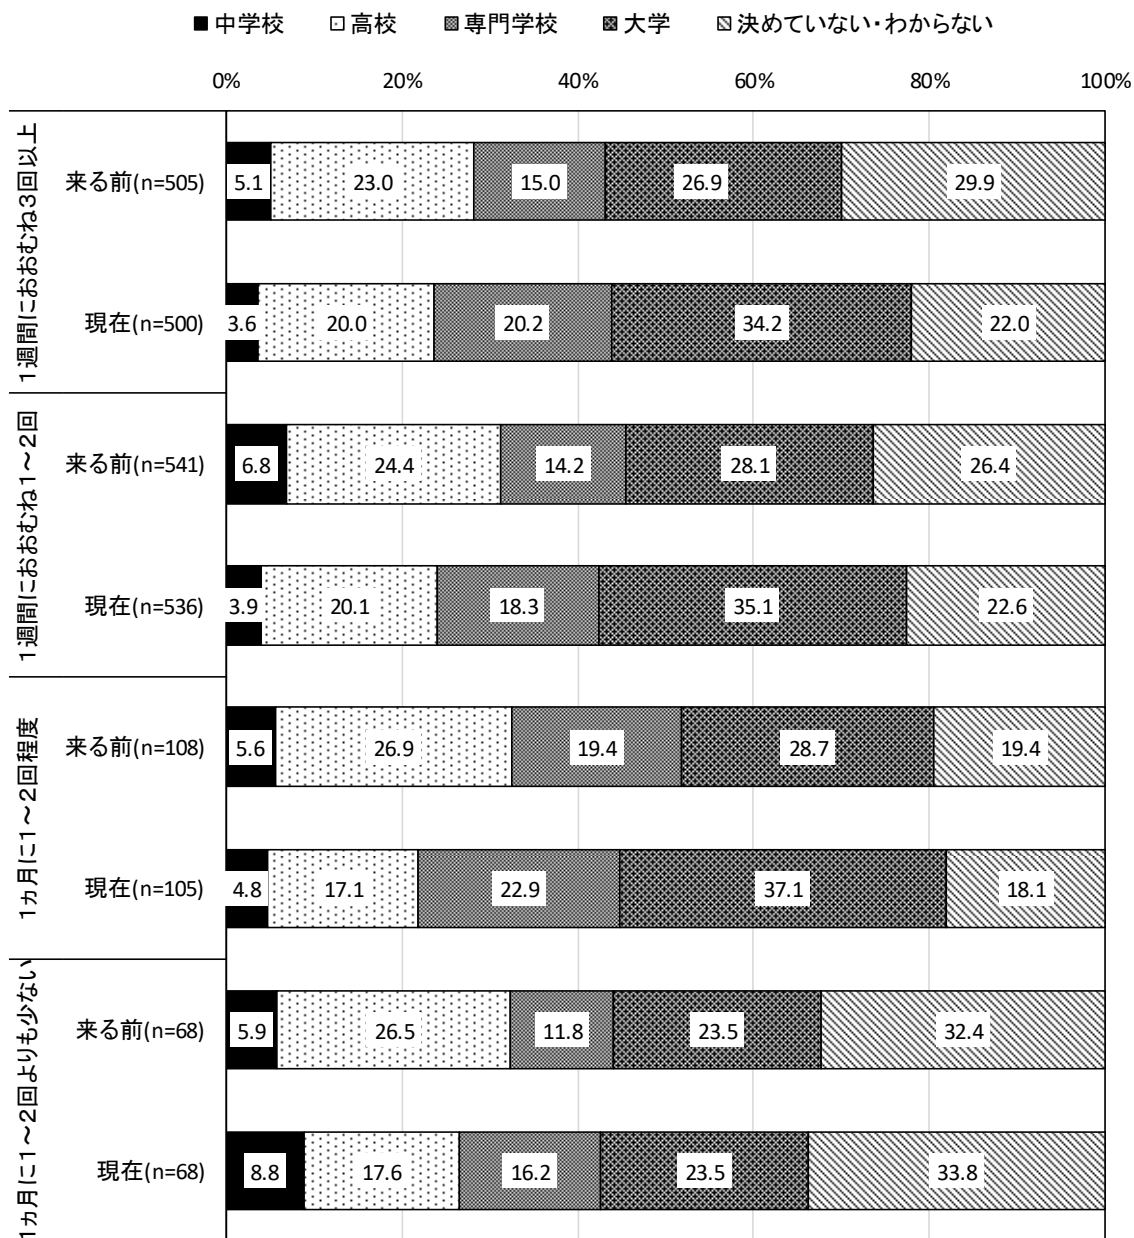 ■中学校 □高校 ▩専門学校 ▩大学 ▧決めていない・わからない
0% 20% 40% 60% 80% 100%
1週間におおむね3回以上
来る前(n=505) 5.1 23.0 15.0 26.9 29.9
現在(n=500) 3.6 20.0 20.2 34.2 22.0
1週間におおむね1～2回
来る前(n=541) 6.8 24.4 14.2 28.1 26.4
現在(n=536) 3.9 20.1 18.3 35.1 22.6
1ヵ月に1～2回程度
来る前(n=108) 5.6 26.9 19.4 28.7 19.4
現在(n=105) 4.8 17.1 22.9 37.1 18.1
1ヵ月に1～2回よりも少ない
来る前(n=68) 5.9 26.5 11.8 23.5 32.4
現在(n=68) 8.8 17.6 16.2 23.5 33.8